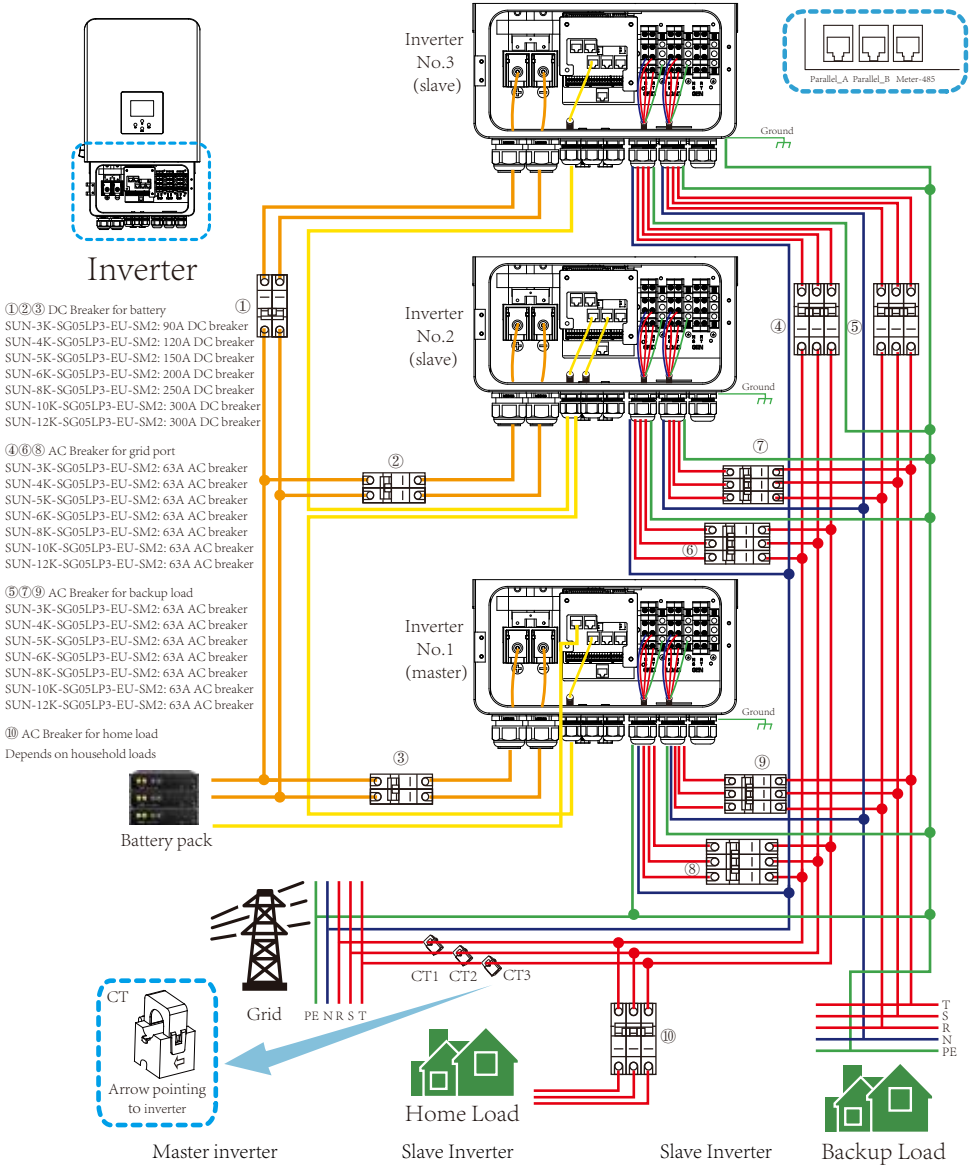 Inverter
No.3
(slave)
Parallel_A Parallel_B Meter-485
Ground
Inverter
①②③ DC Breaker for battery
SUN-3K-SG05LP3-EU-SM2: 90A DC breaker
SUN-4K-SG05LP3-EU-SM2: 120A DC breaker
SUN-5K-SG05LP3-EU-SM2: 150A DC breaker
SUN-6K-SG05LP3-EU-SM2: 200A DC breaker
SUN-8K-SG05LP3-EU-SM2: 250A DC breaker
SUN-10K-SG05LP3-EU-SM2: 300A DC breaker
SUN-12K-SG05LP3-EU-SM2: 300A DC breaker
①
Inverter
No.2
(slave)
④
⑤
Ground
④⑥⑧ AC Breaker for grid port
SUN-3K-SG05LP3-EU-SM2: 63A AC breaker
SUN-4K-SG05LP3-EU-SM2: 63A AC breaker
SUN-5K-SG05LP3-EU-SM2: 63A AC breaker
SUN-6K-SG05LP3-EU-SM2: 63A AC breaker
SUN-8K-SG05LP3-EU-SM2: 63A AC breaker
SUN-10K-SG05LP3-EU-SM2: 63A AC breaker
SUN-12K-SG05LP3-EU-SM2: 63A AC breaker
②
⑦
⑥
⑤⑦⑨ AC Breaker for backup load
SUN-3K-SG05LP3-EU-SM2: 63A AC breaker
SUN-4K-SG05LP3-EU-SM2: 63A AC breaker
SUN-5K-SG05LP3-EU-SM2: 63A AC breaker
SUN-6K-SG05LP3-EU-SM2: 63A AC breaker
SUN-8K-SG05LP3-EU-SM2: 63A AC breaker
SUN-10K-SG05LP3-EU-SM2: 63A AC breaker
SUN-12K-SG05LP3-EU-SM2: 63A AC breaker
Inverter
No.1
(master)
Ground
⑩ AC Breaker for home load
Depends on household loads
③
⑨
Battery pack
⑧
CT1 CT2 CT3
Grid
PE N R S T
CT
Arrow pointing
to inverter
⑩
Home Load
T
S
R
N
PE
Backup Load
Master inverter
Slave Inverter
Slave Inverter